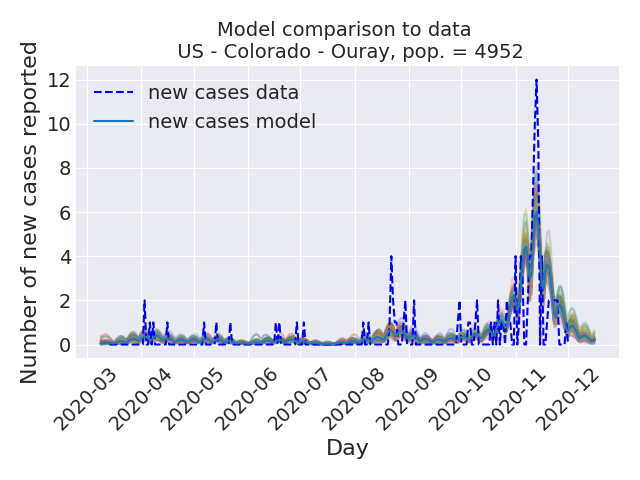 Model comparison to data
US - Colorado - Ouray, pop. = 4952
Number of new cases reported
12
10
8
6
4
2
0
new cases data
new cases model
2020-03
2020-04
2020-05
2020-06
2020-07
2020-08
2020-09
2020-10
2020-11
2020-12
Day